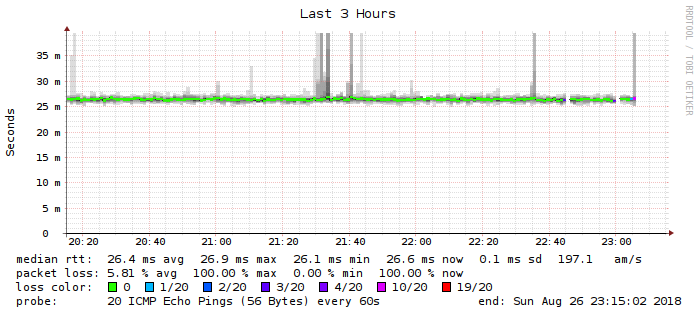 Last 3 Hours
RRDTOOL / TOBI OETIKER
Seconds
35 m
30 m
25 m
20 m
15 m
10 m
5 m
0
20:20 20:40 21:00 21:20 21:40 22:00 22:20 22:40 23:00
median rtt: 26.4 ms avg 26.9 ms max 26.1 ms min 26.6 ms now 0.1 ms sd 197.1 am/s
packet loss: 5.81 % avg 100.00 % max 0.00 % min 100.00 % now
loss color: 0 1/20 2/20 3/20 4/20 10/20 19/20
probe: 20 ICMP Echo Pings (56 Bytes) every 60s end: Sun Aug 26 23:15:02 2018